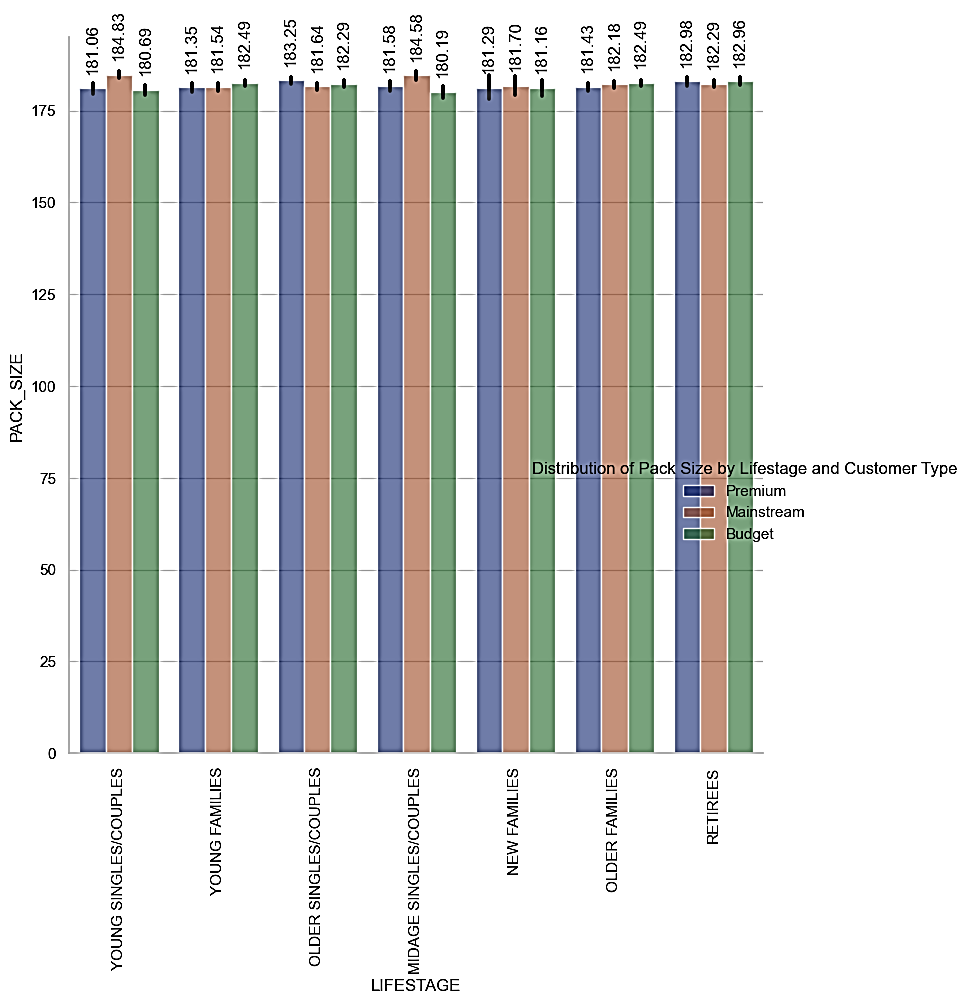 181.06
184.83
180.69
181.35
181.54
182.49
183.25
181.64
182.29
181.58
184.58
180.19
181.29
181.70
181.16
181.43
182.18
182.49
182.98
182.29
182.96
PACK_SIZE
175
150
125
100
75
50
25
0
Distribution of Pack Size by Lifestage and Customer Type
Premium
Mainstream
Budget
YOUNG SINGLES/COUPLES
YOUNG FAMILIES
OLDER SINGLES/COUPLES
MIDAGE SINGLES/COUPLES
NEW FAMILIES
OLDER FAMILIES
RETIREES
LIFESTAGE